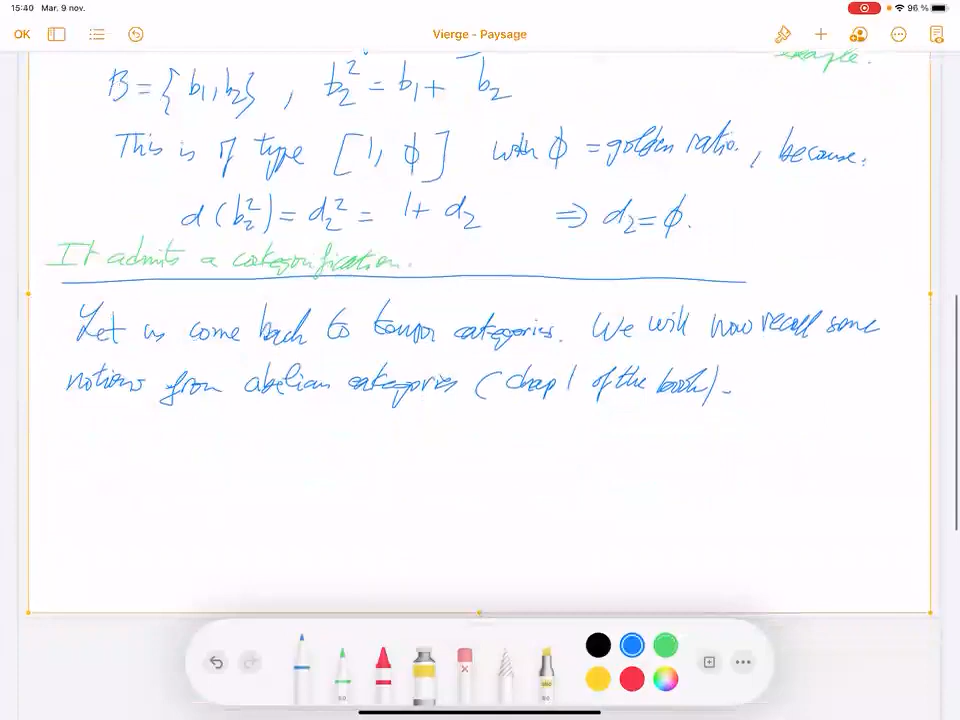 15:40 Mar. 9 nov. 96 %
OK Vierge - Paysage
example.
B = { b1, b2 } , b2² = b1 + b2
This is of type [1, ϕ] with ϕ = golden ratio. , because:
d(b2²) = d2² = 1 + d2 ⇒ d2 = ϕ.
It admits a categorification.
Let us come back to tensor categories. We will now recall some
notions from abelian categories (chap 1 of the book).